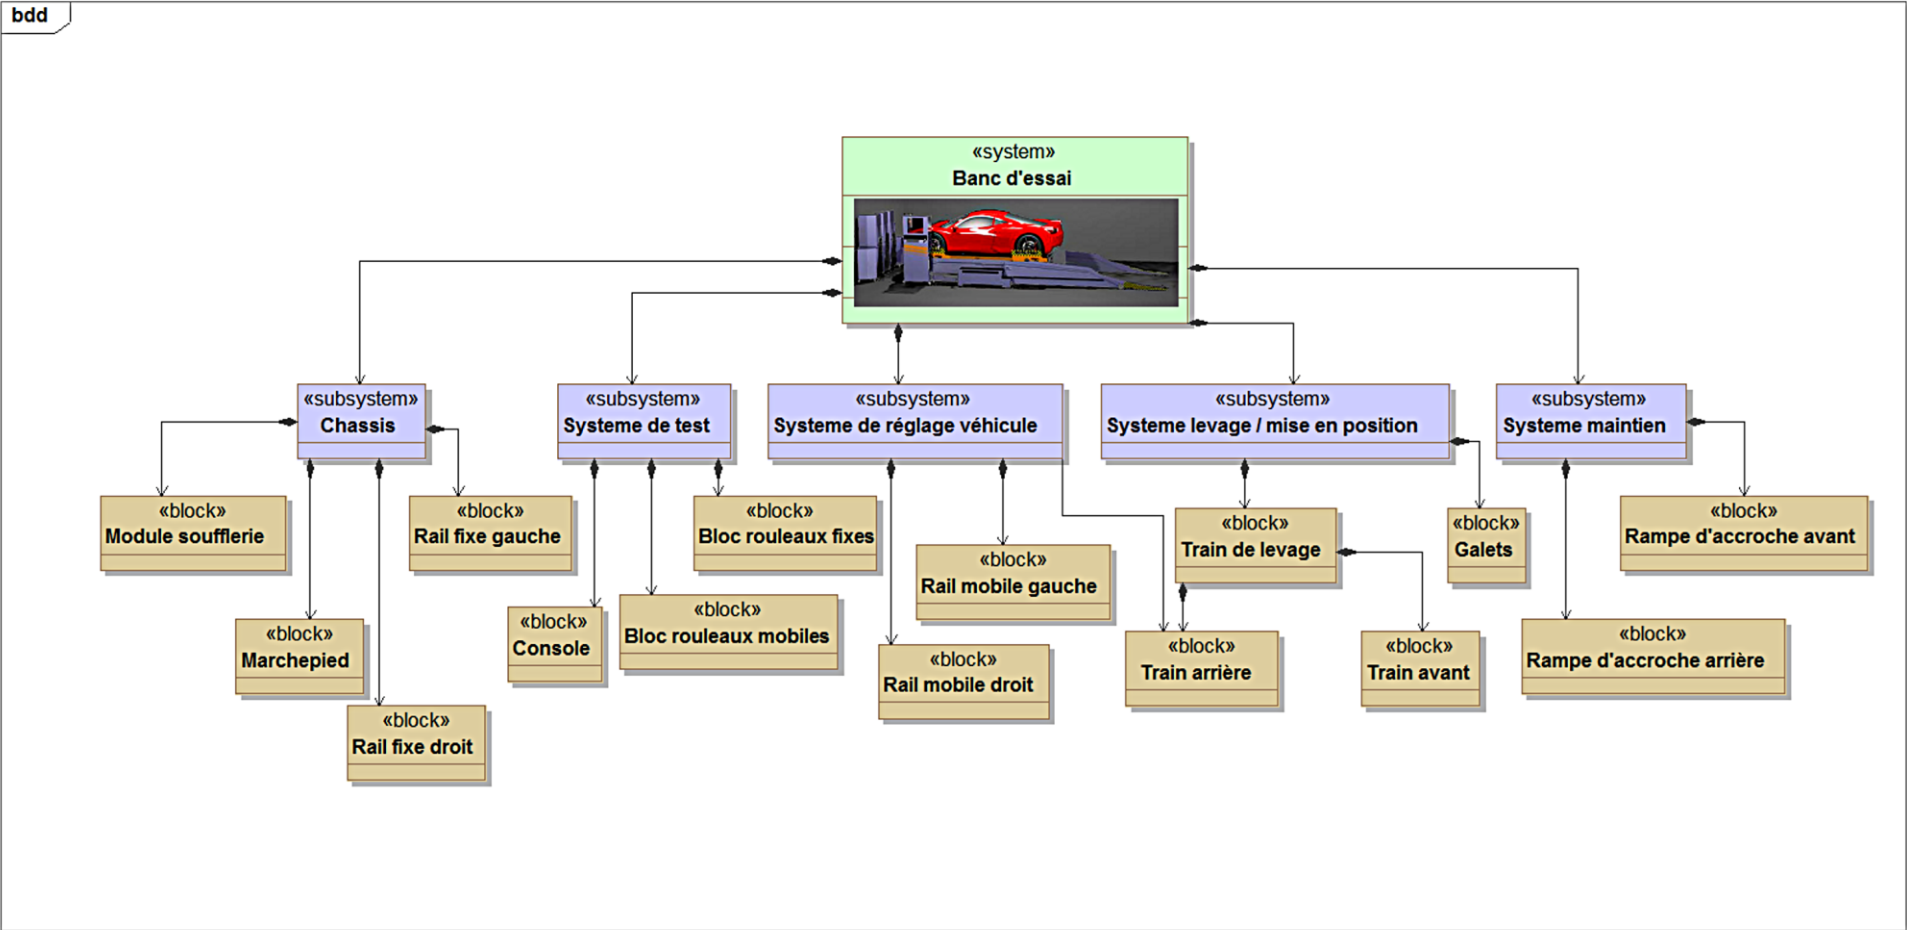 bdd
«system»
Banc d'essai
«subsystem»
Chassis
«subsystem»
Systeme de test
«subsystem»
Systeme de réglage véhicule
«subsystem»
Systeme levage / mise en position
«subsystem»
Systeme maintien
«block»
Module soufflerie
«block»
Rail fixe gauche
«block»
Bloc rouleaux fixes
«block»
Train de levage
«block»
Galets
«block»
Rampe d'accroche avant
«block»
Rail mobile gauche
«block»
Marchepied
«block»
Console
«block»
Bloc rouleaux mobiles
«block»
Rail mobile droit
«block»
Train arrière
«block»
Train avant
«block»
Rampe d'accroche arrière
«block»
Rail fixe droit